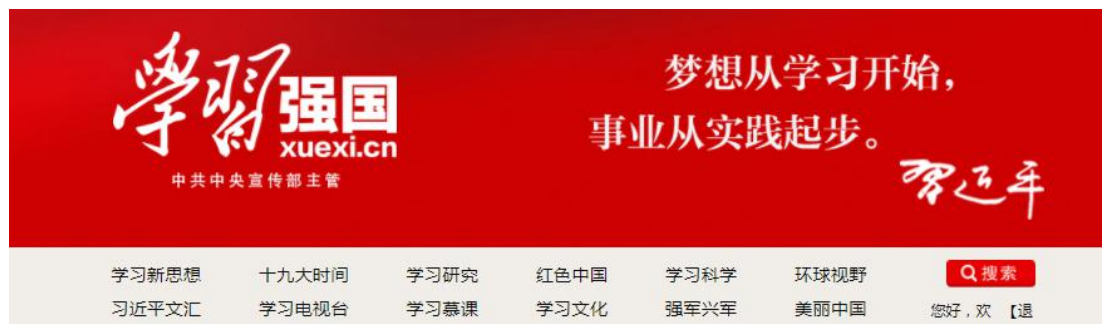 學習强国
xuexi.cn
中共中央宣传部主管
梦想从学习开始，
事业从实践起步。
习近平
学习新思想 十九大时间 学习研究 红色中国 学习科学 环球视野 搜索
习近平文汇 学习电视台 学习慕课 学习文化 强军兴军 美丽中国 您好，欢 【退